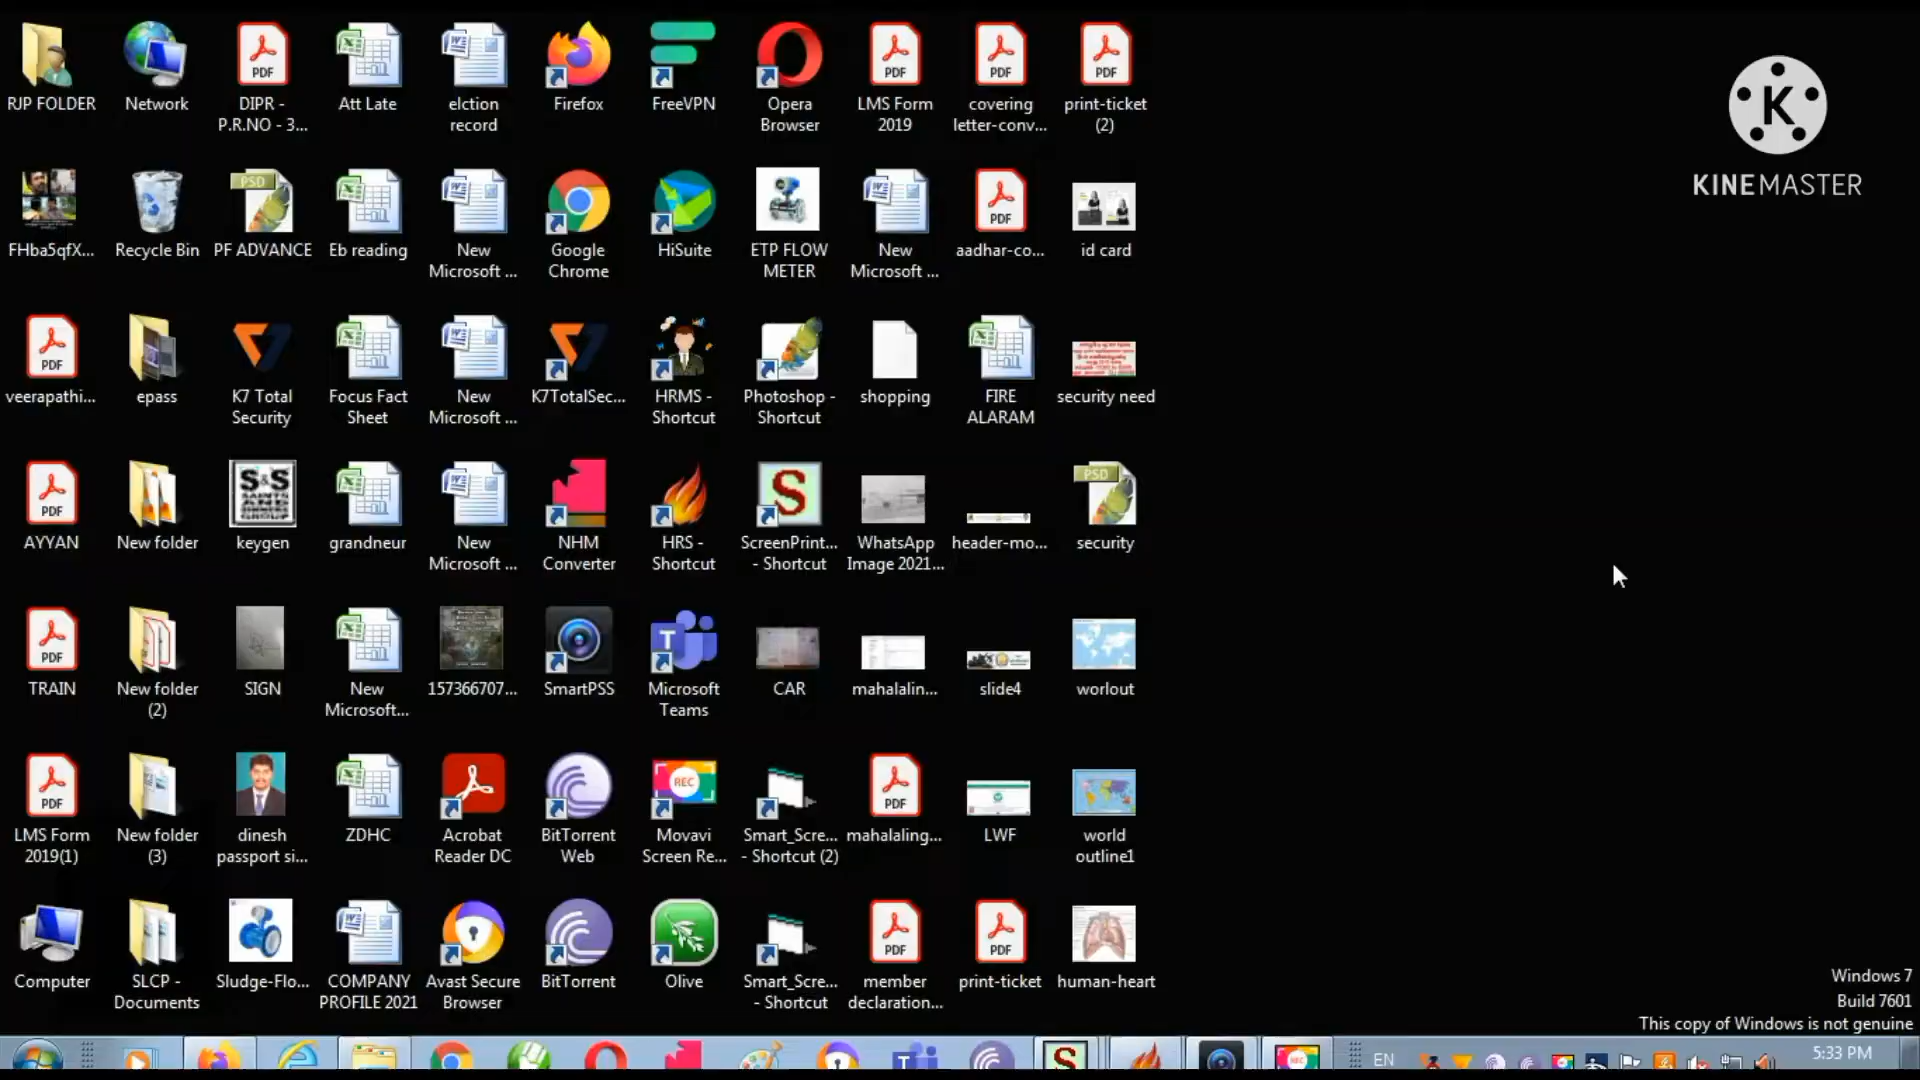 RJP FOLDER
Network
DIPR -
P.R.NO - 3...
Att Late
elction
record
Firefox
FreeVPN
Opera
Browser
LMS Form
2019
covering
letter-conv...
print-ticket
(2)
K
KINEMASTER
FHba5qfX...
Recycle Bin
PF ADVANCE
Eb reading
New
Microsoft ...
Google
Chrome
HiSuite
ETP FLOW
METER
New
Microsoft ...
aadhar-co...
id card
veerapathi...
epass
K7 Total
Security
Focus Fact
Sheet
New
Microsoft ...
K7TotalSec...
HRMS -
Shortcut
Photoshop -
Shortcut
shopping
FIRE
ALARAM
security need
AYYAN
New folder
keygen
grandneur
New
Microsoft ...
NHM
Converter
HRS -
Shortcut
ScreenPrint...
- Shortcut
WhatsApp
Image 2021...
header-mo...
security
TRAIN
New folder
(2)
SIGN
New
Microsoft...
157366707...
SmartPSS
Microsoft
Teams
CAR
mahalalin...
slide4
worlout
LMS Form
2019(1)
New folder
(3)
dinesh
passport si...
ZDHC
Acrobat
Reader DC
BitTorrent
Web
Movavi
Screen Re...
Smart_Scre...
- Shortcut (2)
mahalaling...
LWF
world
outline1
Computer
SLCP -
Documents
Sludge-Flo...
COMPANY
PROFILE 2021
Avast Secure
Browser
BitTorrent
Olive
Smart_Scre...
- Shortcut
member
declaration...
print-ticket
human-heart
Windows 7
Build 7601
This copy of Windows is not genuine
EN
5:33 PM